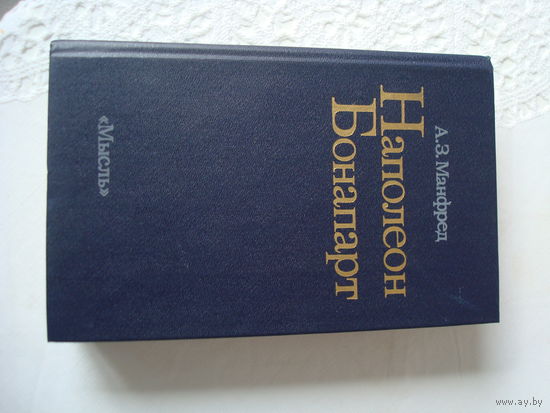 А.З. Манфред
Наполеон
Бонапарт
«Мысль»
www.ay.by